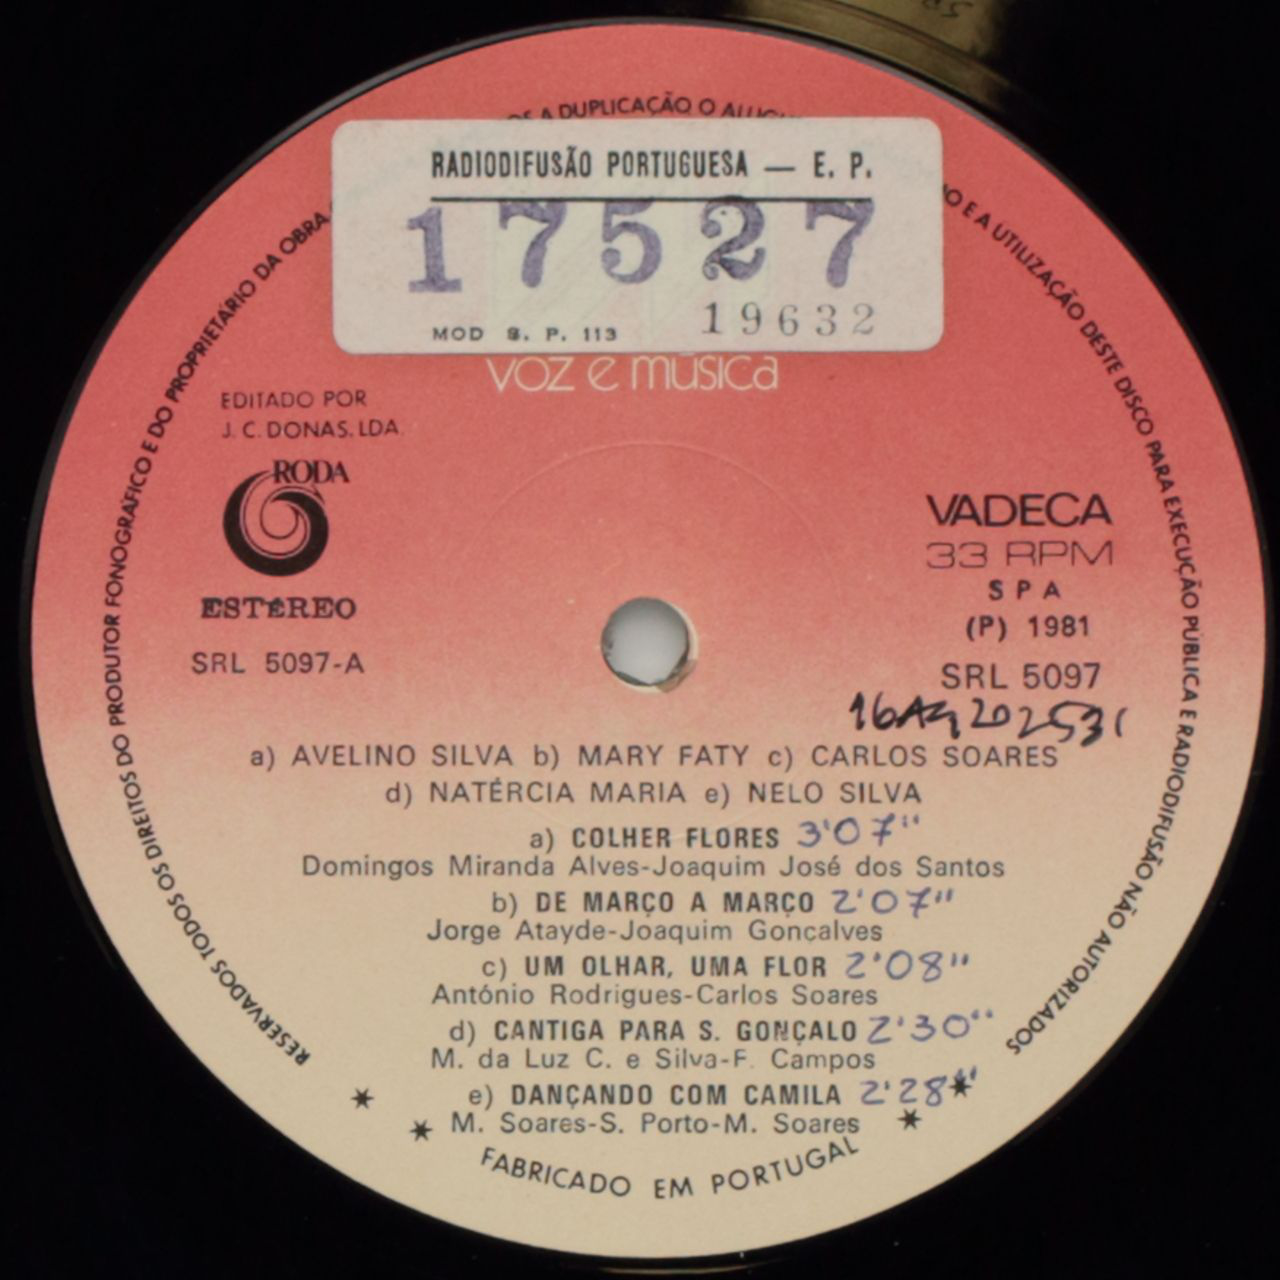 RADIODIFUSÃO PORTUGUESA — E. P.
17527
19632
MOD S. P. 113
voz e música
EDITADO POR
J. C. DONAS, LDA.
RODA
ESTÉREO
SRL 5097-A
VADECA
33 RPM
S P A
(P) 1981
SRL 5097
a) AVELINO SILVA b) MARY FATY c) CARLOS SOARES
d) NATÉRCIA MARIA e) NELO SILVA
a) COLHER FLORES 3'07"
Domingos Miranda Alves-Joaquim José dos Santos
b) DE MARÇO A MARÇO 2'07"
Jorge Atayde-Joaquim Goncalves
c) UM OLHAR, UMA FLOR 2'08"
António Rodrigues-Carlos Soares
d) CANTIGA PARA S. GONÇALO 2'30"
M. da Luz C. e Silva-F. Campos
e) DANÇANDO COM CAMILA 2'28"
M. Soares-S. Porto-M. Soares
FABRICADO EM PORTUGAL
RESERVADOS TODOS OS DIREITOS DO PRODUTOR FONOGRÁFICO E DO PROPRIETÁRIO DA OBRA
A DUPLICAÇÃO O
E A UTILIZAÇÃO DESTE DISCO PARA EXECUÇÃO PÚBLICA E RADIODIFUSÃO NÃO AUTORIZADOS